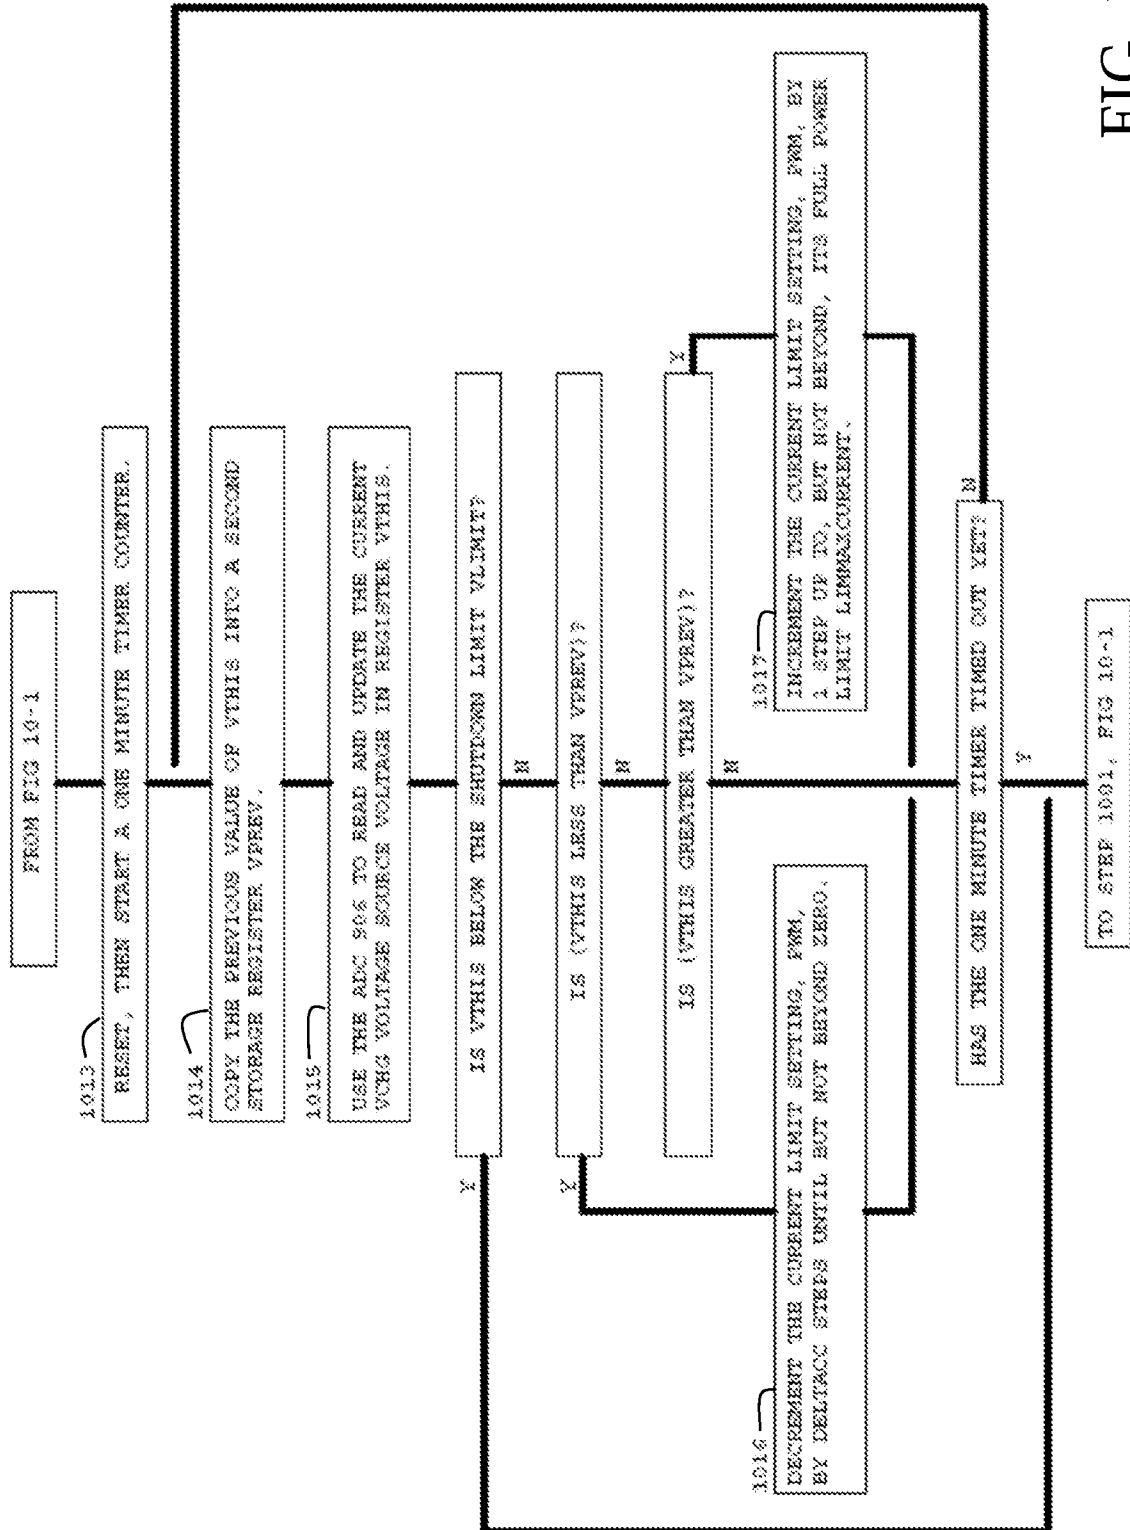 FROM FIG 10-1
1013
RESET, THEN START A ONE MINUTE TIMER COUNTER.
1014
COPY THE PREVIOUS VALUE OF VTHIS INTO A SECOND
STORAGE REGISTER VPREV.
1015
USE THE ADC 906 TO READ AND UPDATE THE CURRENT
VCHG VOLTAGE SOURCE VOLTAGE IN REGISTER VTHIS.
IS VTHIS BELOW THE SHUTDOWN LIMIT VLIMIT?
Y
N
IS (VTHIS LESS THAN VPREV)?
Y
N
IS (VTHIS GREATER THAN VPREV)?
Y
N
1016
DECREMENT THE CURRENT LIMIT SETTING, PWM,
BY DELTACC STEPS UNTIL BUT NOT BEYOND ZERO.
1017
INCREMENT THE CURRENT LIMIT SETTING, PWM, BY
1 STEP UP TO, BUT NOT BEYOND, ITS FULL POWER
LIMIT LIMMAXCURRENT.
HAS THE ONE MINUTE TIMER TIMED OUT YET?
N
Y
TO STEP 1001, FIG 10-1
FIG